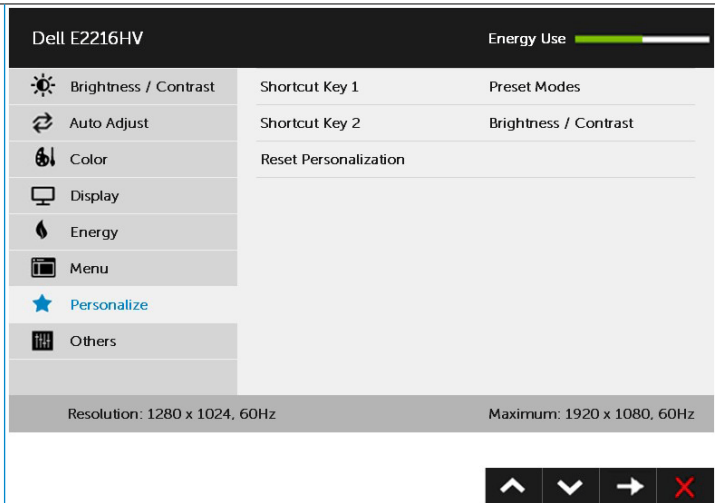 Dell E2216HV Energy Use
Brightness / Contrast Shortcut Key 1 Preset Modes
Auto Adjust Shortcut Key 2 Brightness / Contrast
Color Reset Personalization
Display
Energy
Menu
Personalize
Others
Resolution: 1280 x 1024, 60Hz Maximum: 1920 x 1080, 60Hz